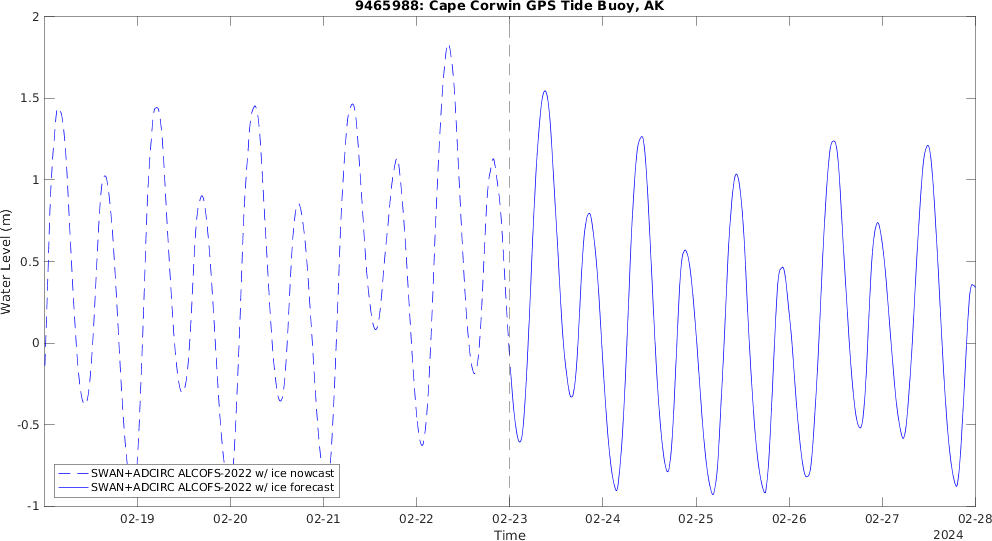 9465988: Cape Corwin GPS Tide Buoy, AK
2
1.5
1
0.5
0
-0.5
-1
Water Level (m)
SWAN+ADCIRC ALCOFS-2022 w/ ice nowcast
SWAN+ADCIRC ALCOFS-2022 w/ ice forecast
02-19 02-20 02-21 02-22 02-23 02-24 02-25 02-26 02-27 02-28
Time
2024